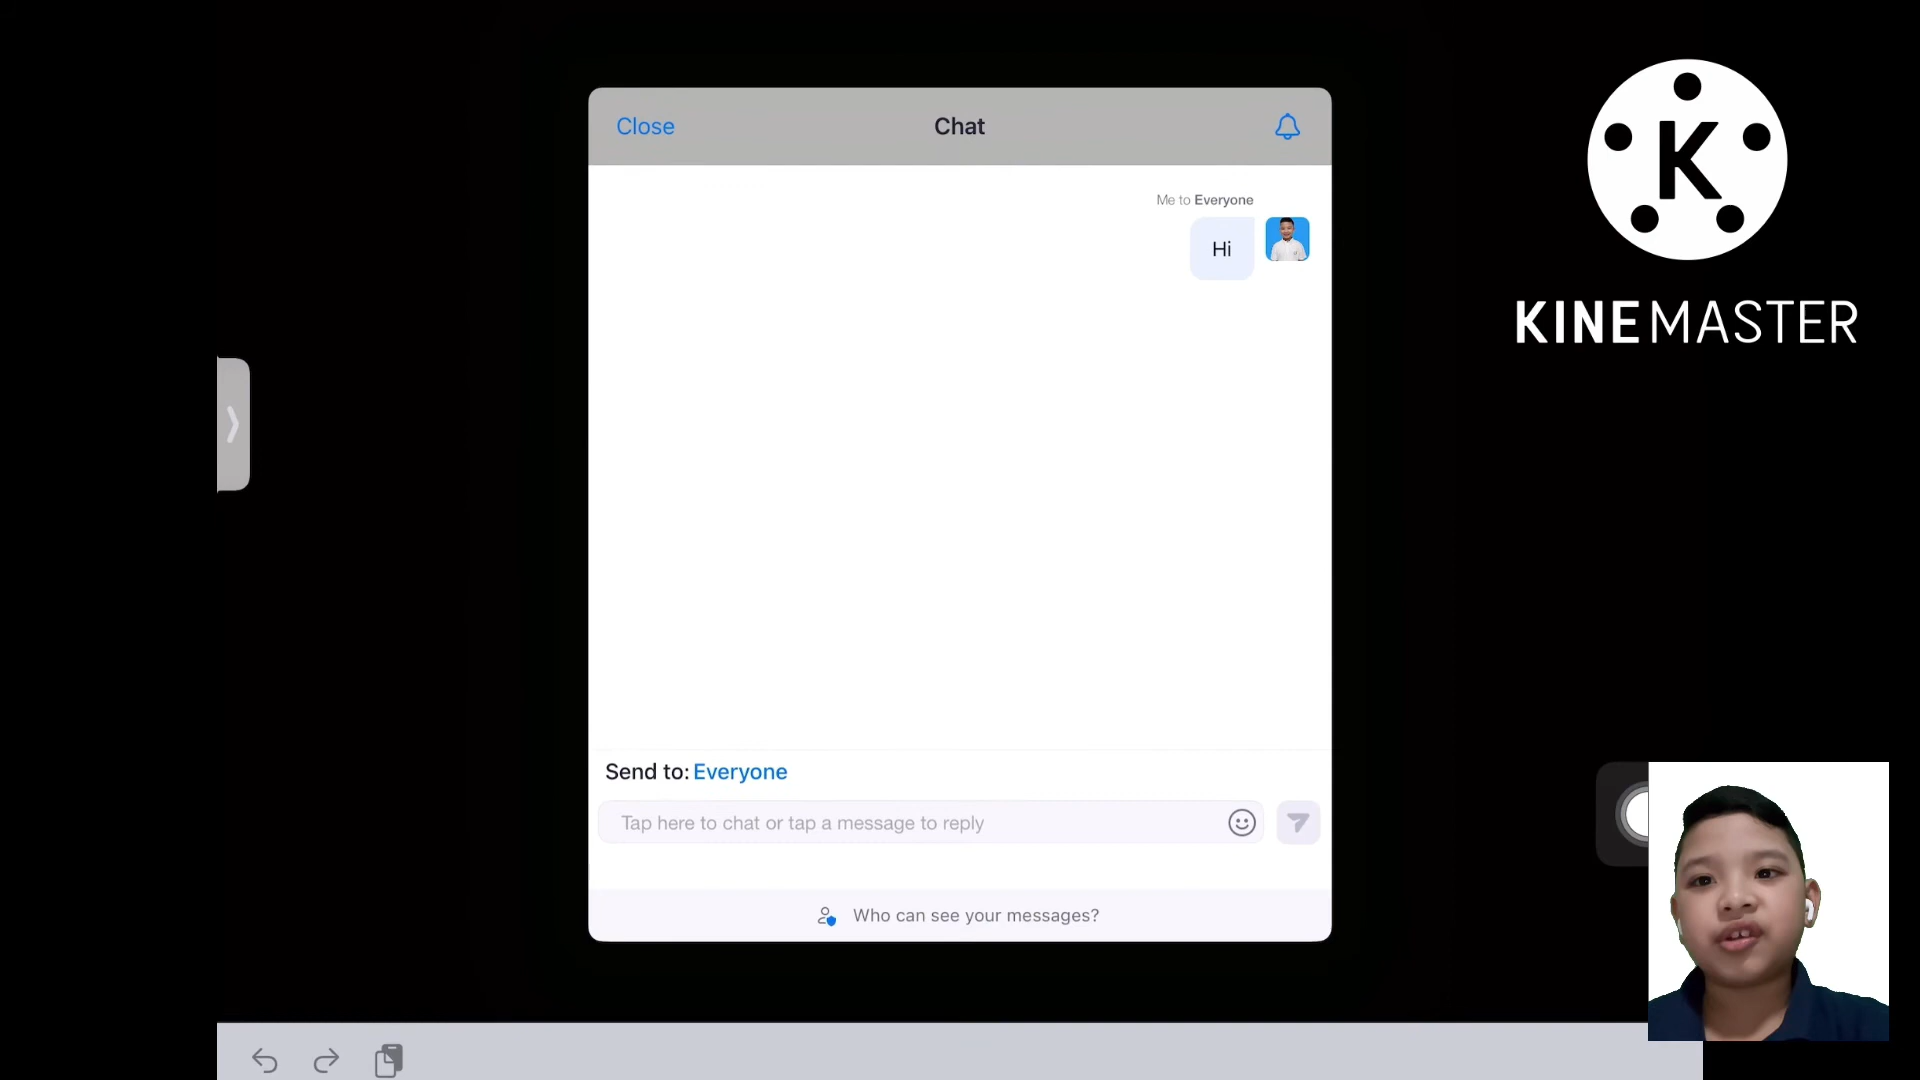 Close
Chat
Me to Everyone
Hi
K
KINEMASTER
Send to: Everyone
Tap here to chat or tap a message to reply
Who can see your messages?